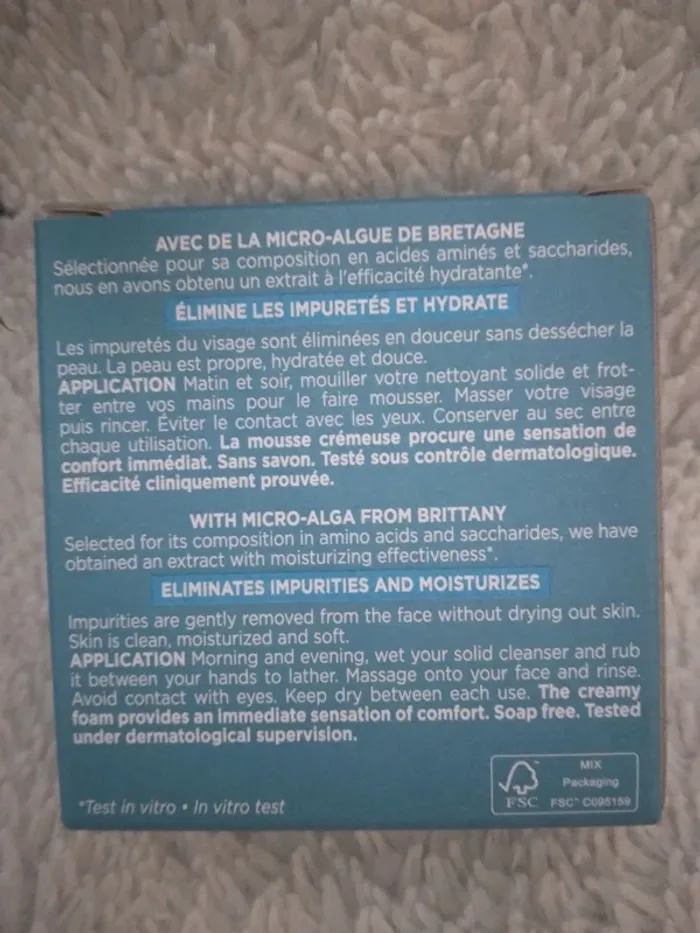 AVEC DE LA MICRO-ALGUE DE BRETAGNE
Sélectionnée pour sa composition en acides aminés et saccharides,
nous en avons obtenu un extrait à l'efficacité hydratante*.
ÉLIMINE LES IMPURETÉS ET HYDRATE
Les impuretés du visage sont éliminées en douceur sans dessécher la
peau. La peau est propre, hydratée et douce.
APPLICATION Matin et soir, mouiller votre nettoyant solide et frot-
ter entre vos mains pour le faire mousser. Masser votre visage
puis rincer. Éviter le contact avec les yeux. Conserver au sec entre
chaque utilisation. La mousse crémeuse procure une sensation de
confort immédiat. Sans savon. Testé sous contrôle dermatologique.
Efficacité cliniquement prouvée.
WITH MICRO-ALGA FROM BRITTANY
Selected for its composition in amino acids and saccharides, we have
obtained an extract with moisturizing effectiveness*.
ELIMINATES IMPURITIES AND MOISTURIZES
Impurities are gently removed from the face without drying out skin.
Skin is clean, moisturized and soft.
APPLICATION Morning and evening, wet your solid cleanser and rub
it between your hands to lather. Massage onto your face and rinse.
Avoid contact with eyes. Keep dry between each use. The creamy
foam provides an immediate sensation of comfort. Soap free. Tested
under dermatological supervision.
*Test in vitro • In vitro test
FSC
MIX
Packaging
FSC™ C095159